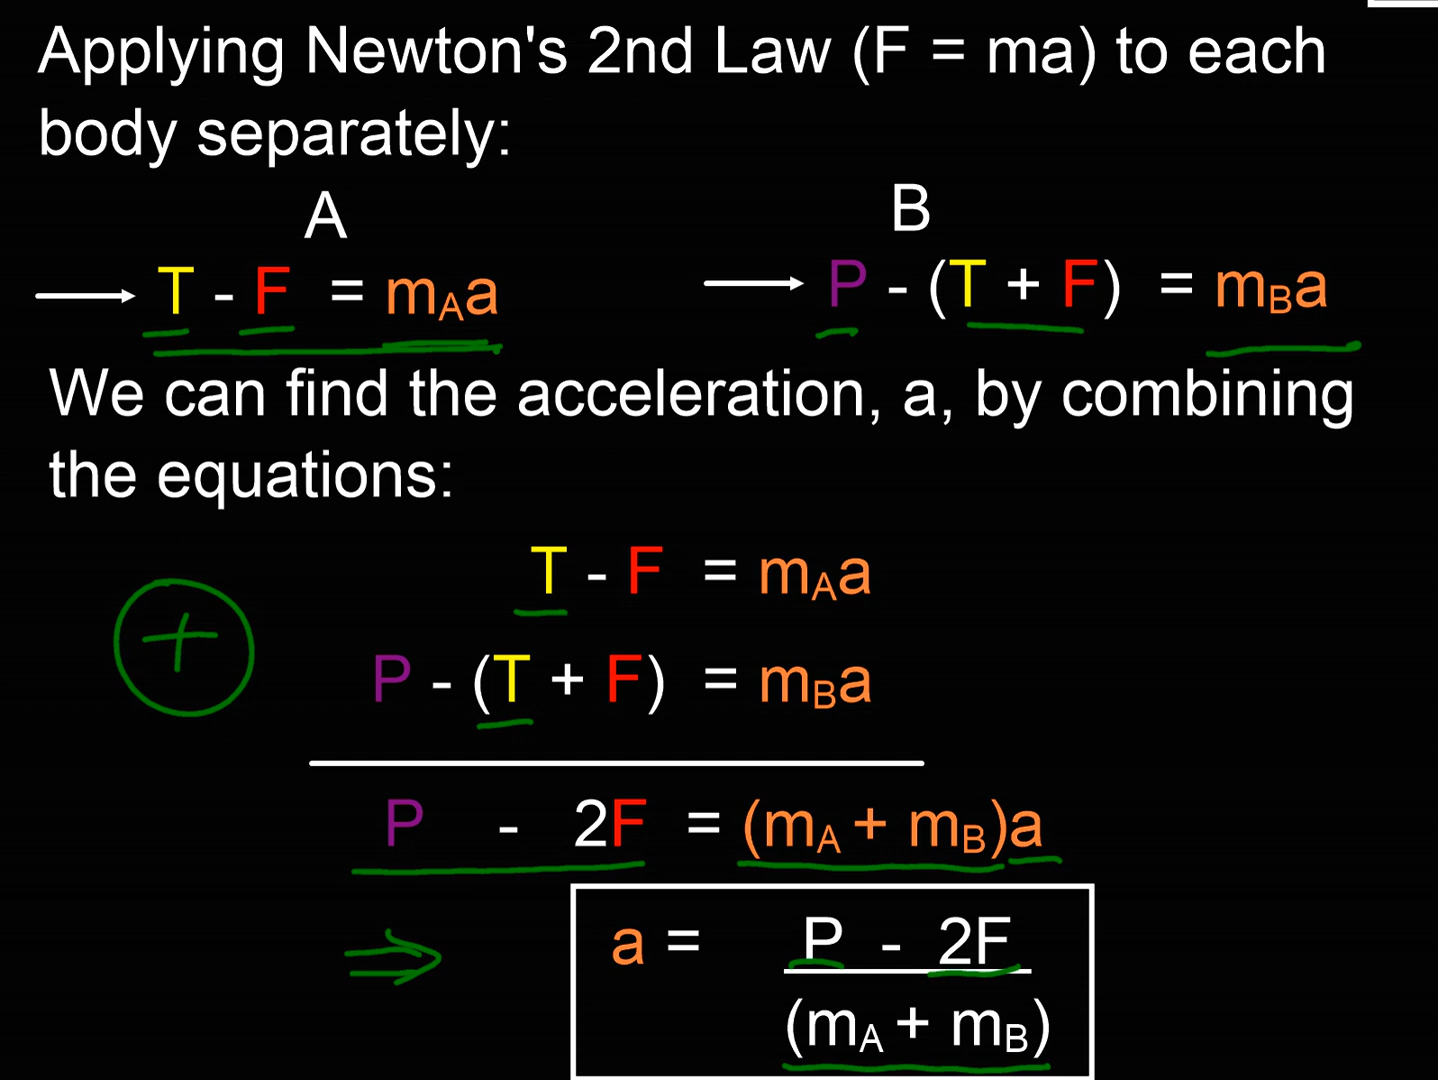 Applying Newton's 2nd Law (F = ma) to each
body separately:
A
B
T - F = mAa
P - (T + F) = mBa
We can find the acceleration, a, by combining
the equations:
T - F = mAa
+
P - (T + F) = mBa
P - 2F = (mA + mB)a
⇒
a = P - 2F
(mA + mB)